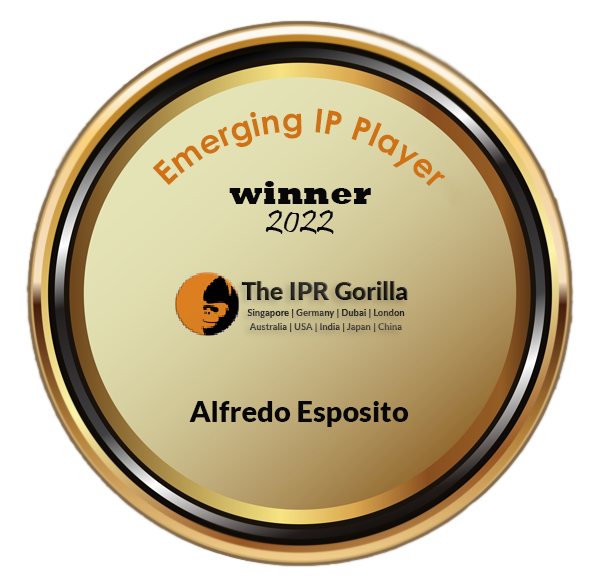 Emerging IP Player
winner
2022
The IPR Gorilla
Singapore | Germany | Dubai | London
Australia | USA | India | Japan | China
Alfredo Esposito